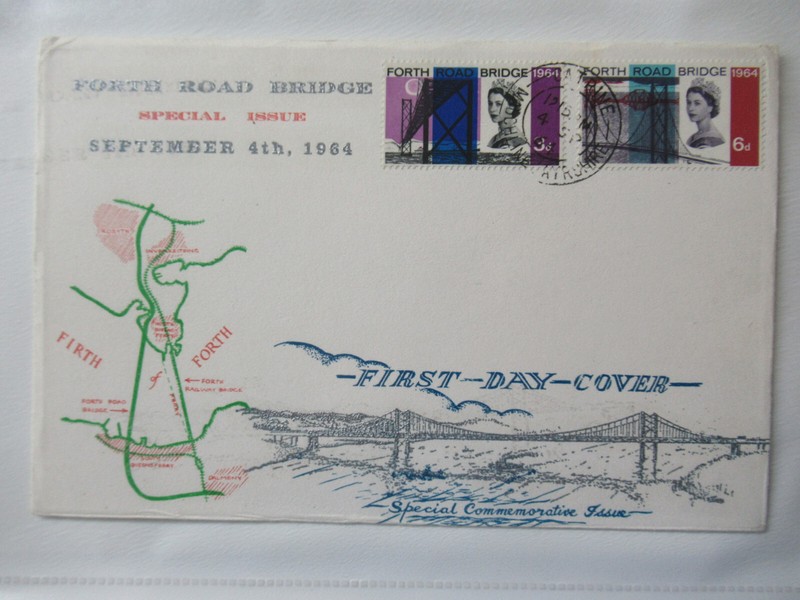 FORTH ROAD BRIDGE
SPECIAL ISSUE
SEPTEMBER 4th, 1964
FORTH ROAD BRIDGE 1964
3d
FORTH ROAD BRIDGE 1964
6d
FIRTH
of
FORTH
FORTH
RAILWAY BRIDGE
FORTH ROAD
BRIDGE
FERRY
FIRST-DAY-COVER
Special Commemorative Issue